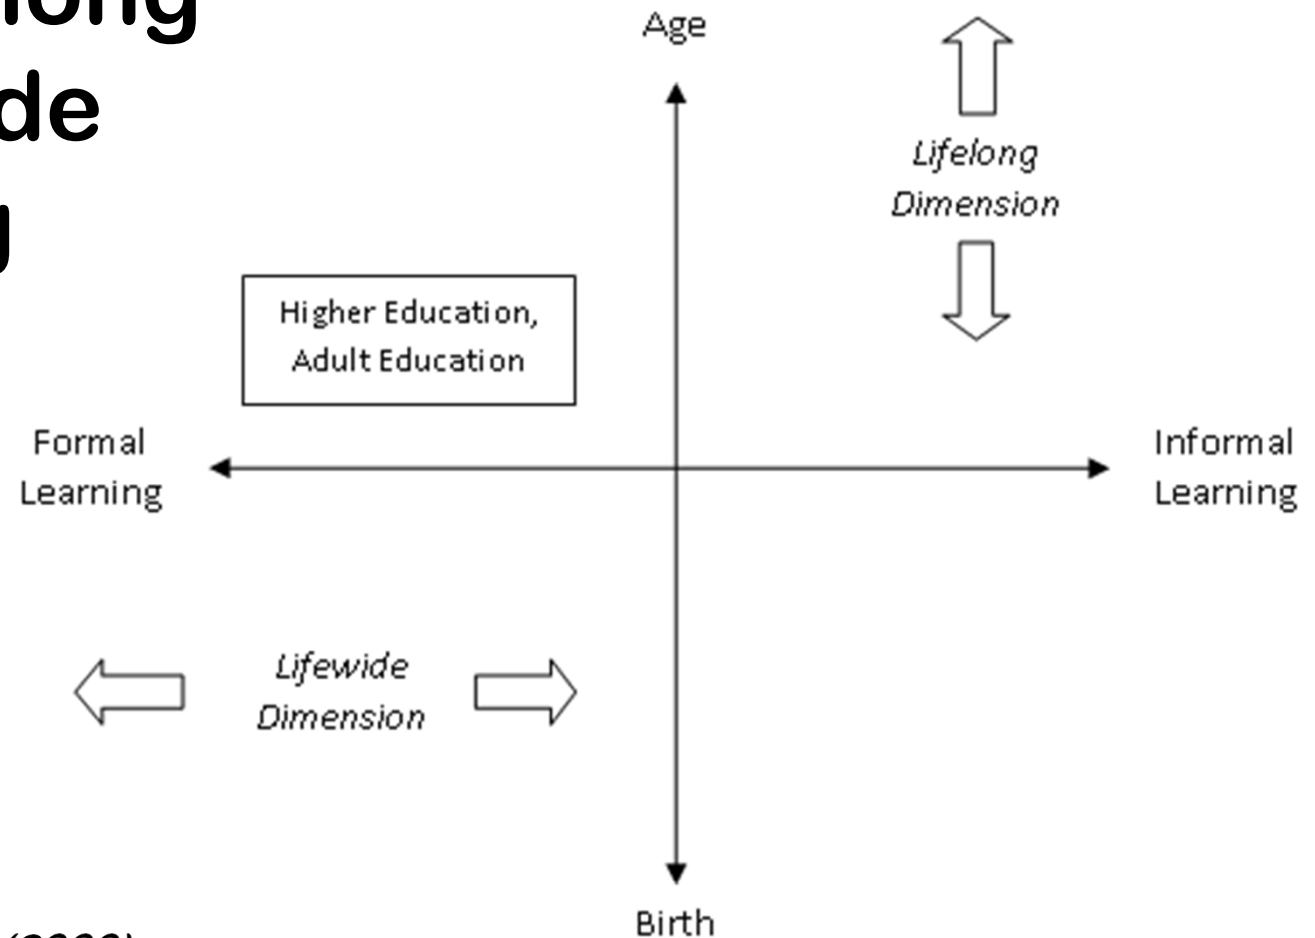 Age
Lifelong
Dimension
Higher Education,
Adult Education
Formal
Learning
Informal
Learning
Lifewide
Dimension
Birth